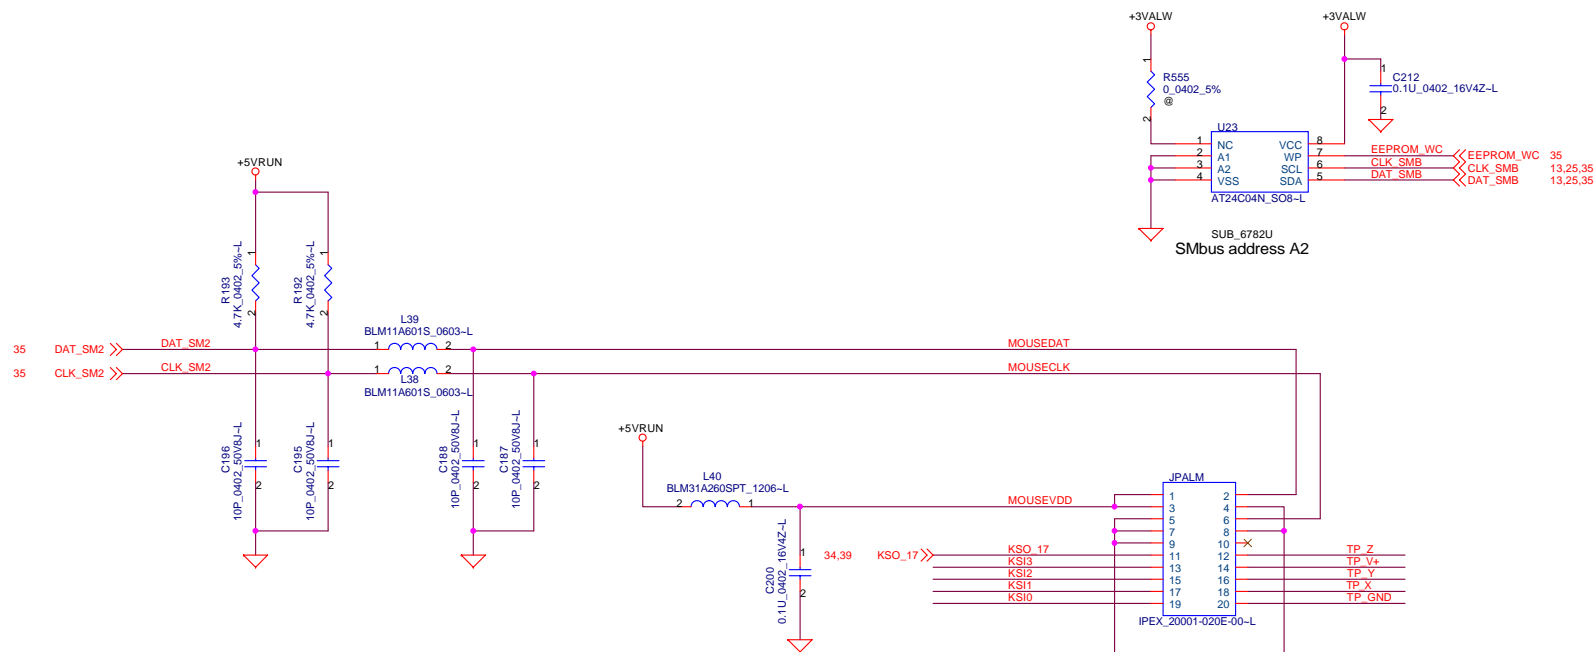 +3VALW
+3VALW
1
R555
0_0402_5%
@
2
1
C212
0.1U_0402_16V4Z~L
2
U23
1 NC VCC 8
2 A1 WP 7 EEPROM_WC EEPROM_WC 35
3 A2 SCL 6 CLK_SMB CLK_SMB 13,25,35
4 VSS SDA 5 DAT_SMB DAT_SMB 13,25,35
AT24C04N_SO8~L
SUB_6782U
SMbus address A2
+5VRUN
1
R193
4.7K_0402_5%~L
2
1
R192
4.7K_0402_5%~L
2
L39
BLM11A601S_0603~L
35 DAT_SM2 DAT_SM2 1 2 MOUSEDAT
35 CLK_SM2 CLK_SM2 1 2 MOUSECLK
L38
BLM11A601S_0603~L
1
C196
10P_0402_50V8J~L
2
1
C195
10P_0402_50V8J~L
2
1
C188
10P_0402_50V8J~L
2
1
C187
10P_0402_50V8J~L
2
+5VRUN
L40
BLM31A260SPT_1206~L
2 1 MOUSEVDD
1
C200
0.1U_0402_16V4Z~L
2
JPALM
1 2
3 4
5 6
7 8
9 10
34,39 KSO_17 KSO_17 11 12 TP_Z
KSI3 13 14 TP_V+
KSI2 15 16 TP_Y
KSI1 17 18 TP_X
KSI0 19 20 TP_GND
IPEX_20001-020E-00~L